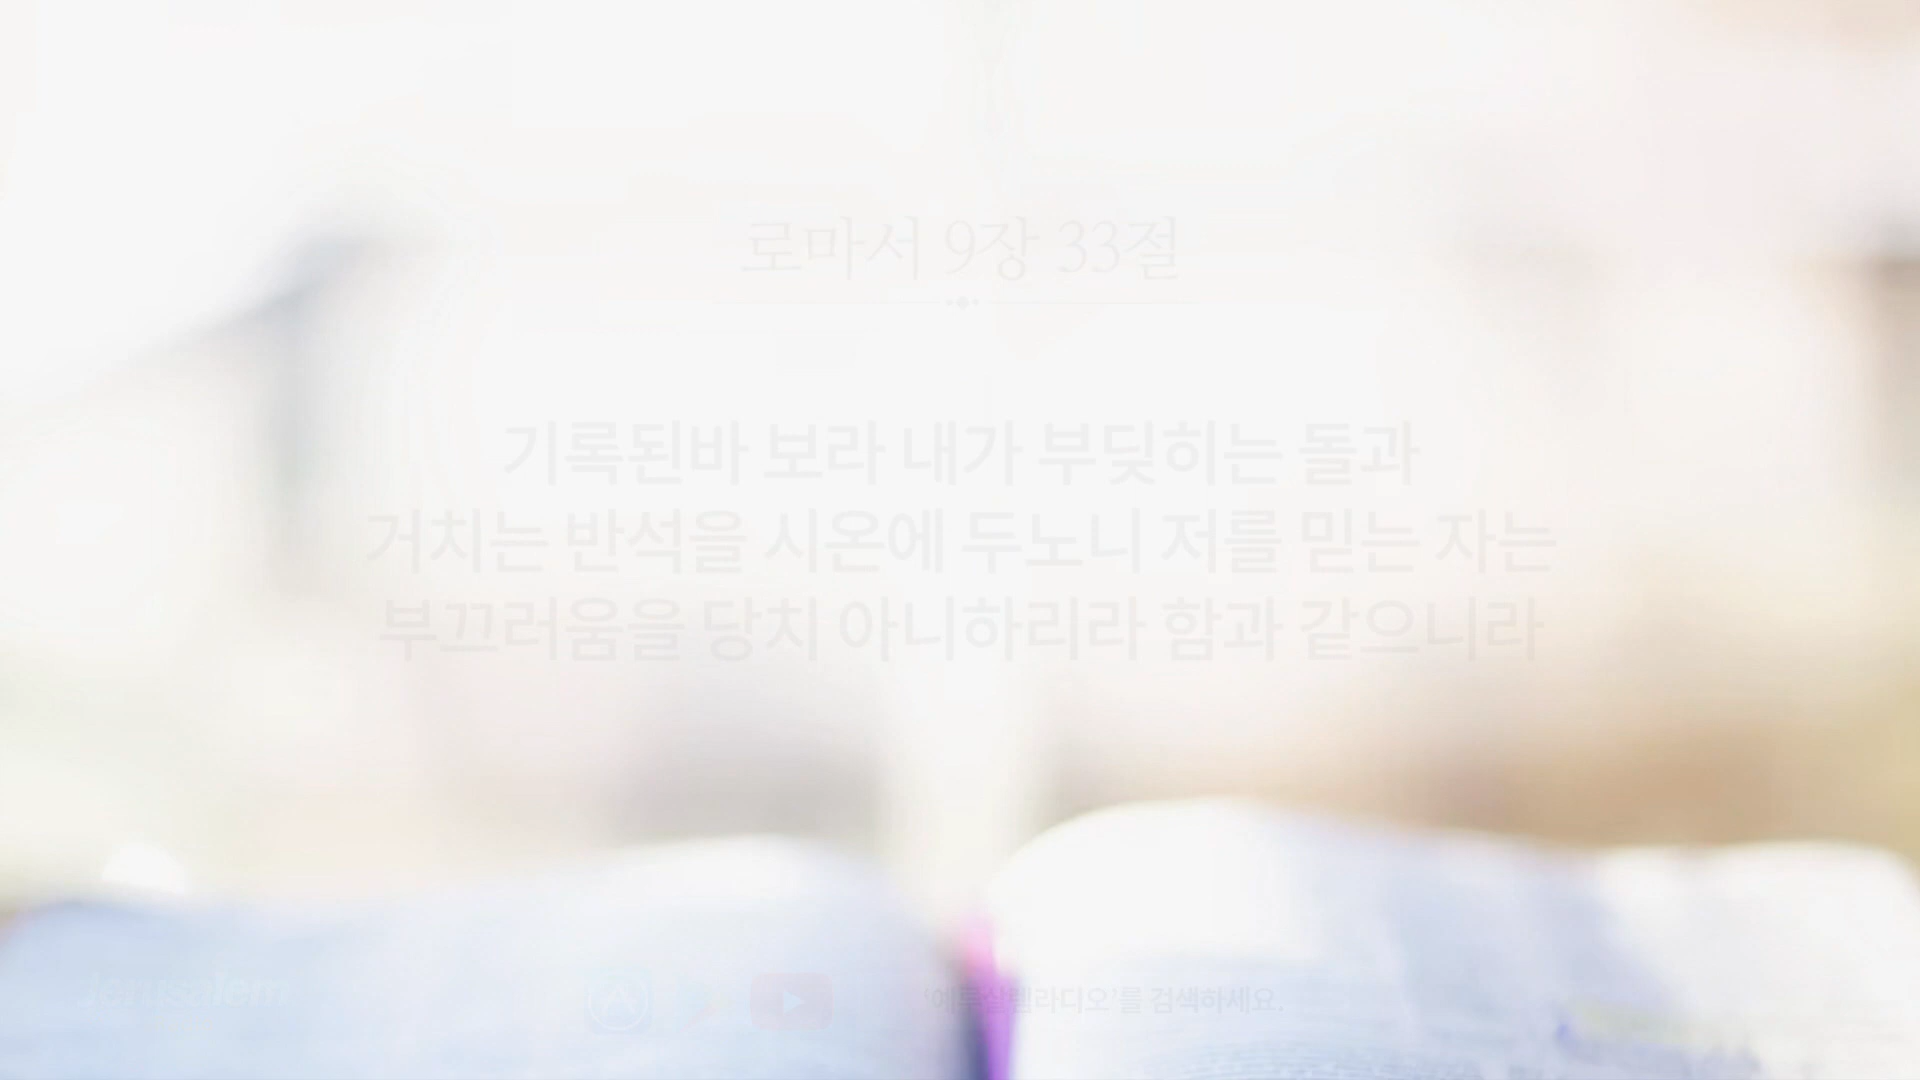 로마서 9장 33절
기록된바 보라 내가 부딪히는 돌과
거치는 반석을 시온에 두노니 저를 믿는 자는
부끄러움을 당치 아니하리라 함과 같으니라
Jerusalem
‘예루살렘라디오’를 검색하세요.